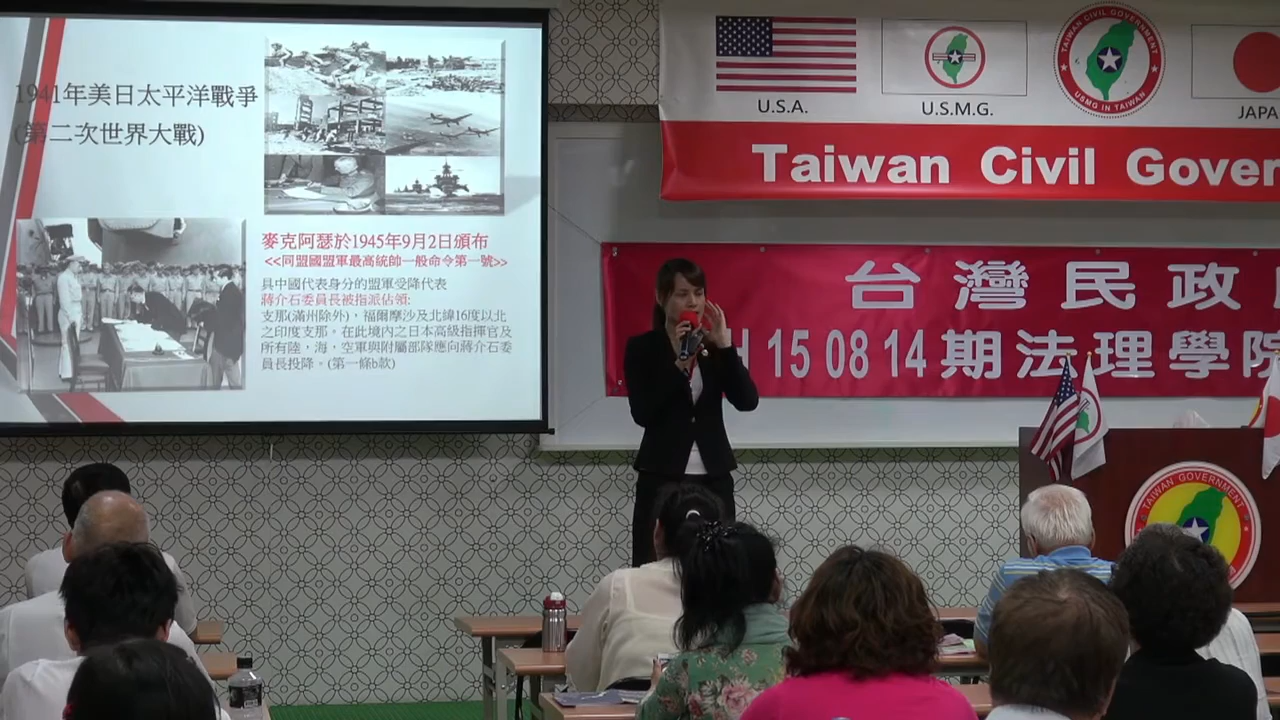 1941年美日太平洋戰爭
(第二次世界大戰)
麥克阿瑟於1945年9月2日頒布
<<同盟國盟軍最高統帥一般命令第一號>>
具中國代表身分的盟軍受降代表
蔣介石委員長被指派佔領:
支那(滿州除外)，福爾摩沙及北緯16度以北
之印度支那。在此境內之日本高級指揮官及
所有陸，海，空軍與附屬部隊應向蔣介石委
員長投降。(第一條b款)
U.S.A.
U.S.M.G.
TAIWAN CIVIL GOVERNMENT
USMG IN TAIWAN
JAPA
Taiwan Civil Gover
台灣民政
H 15 08 14 期法理學院
TAIWAN GOVERNMENT